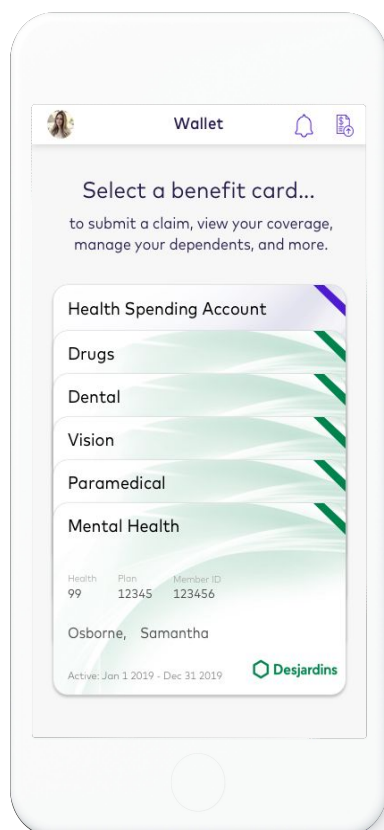 Wallet
Select a benefit card...
to submit a claim, view your coverage,
manage your dependents, and more.
Health Spending Account
Drugs
Dental
Vision
Paramedical
Mental Health
Health Plan Member ID
99 12345 123456
Osborne, Samantha
Active: Jan 1 2019 - Dec 31 2019 Desjardins